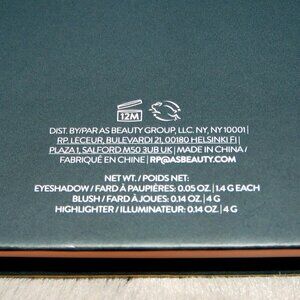 12M
DIST. BY/PAR AS BEAUTY GROUP, LLC. NY, NY 10001 |
RP. LECEUR, BULEVARDI 21, 00180 HELSINKI FI |
PLAZA 1, SALFORD M50 3UB UK | MADE IN CHINA /
FABRIQUÉ EN CHINE | RP@ASBEAUTY.COM
NET WT. / POIDS NET:
EYESHADOW / FARD À PAUPIÈRES: 0.05 OZ. | 1.4 G EACH
BLUSH / FARD À JOUES: 0.14 OZ. | 4 G
HIGHLIGHTER / ILLUMINATEUR: 0.14 OZ. | 4 G